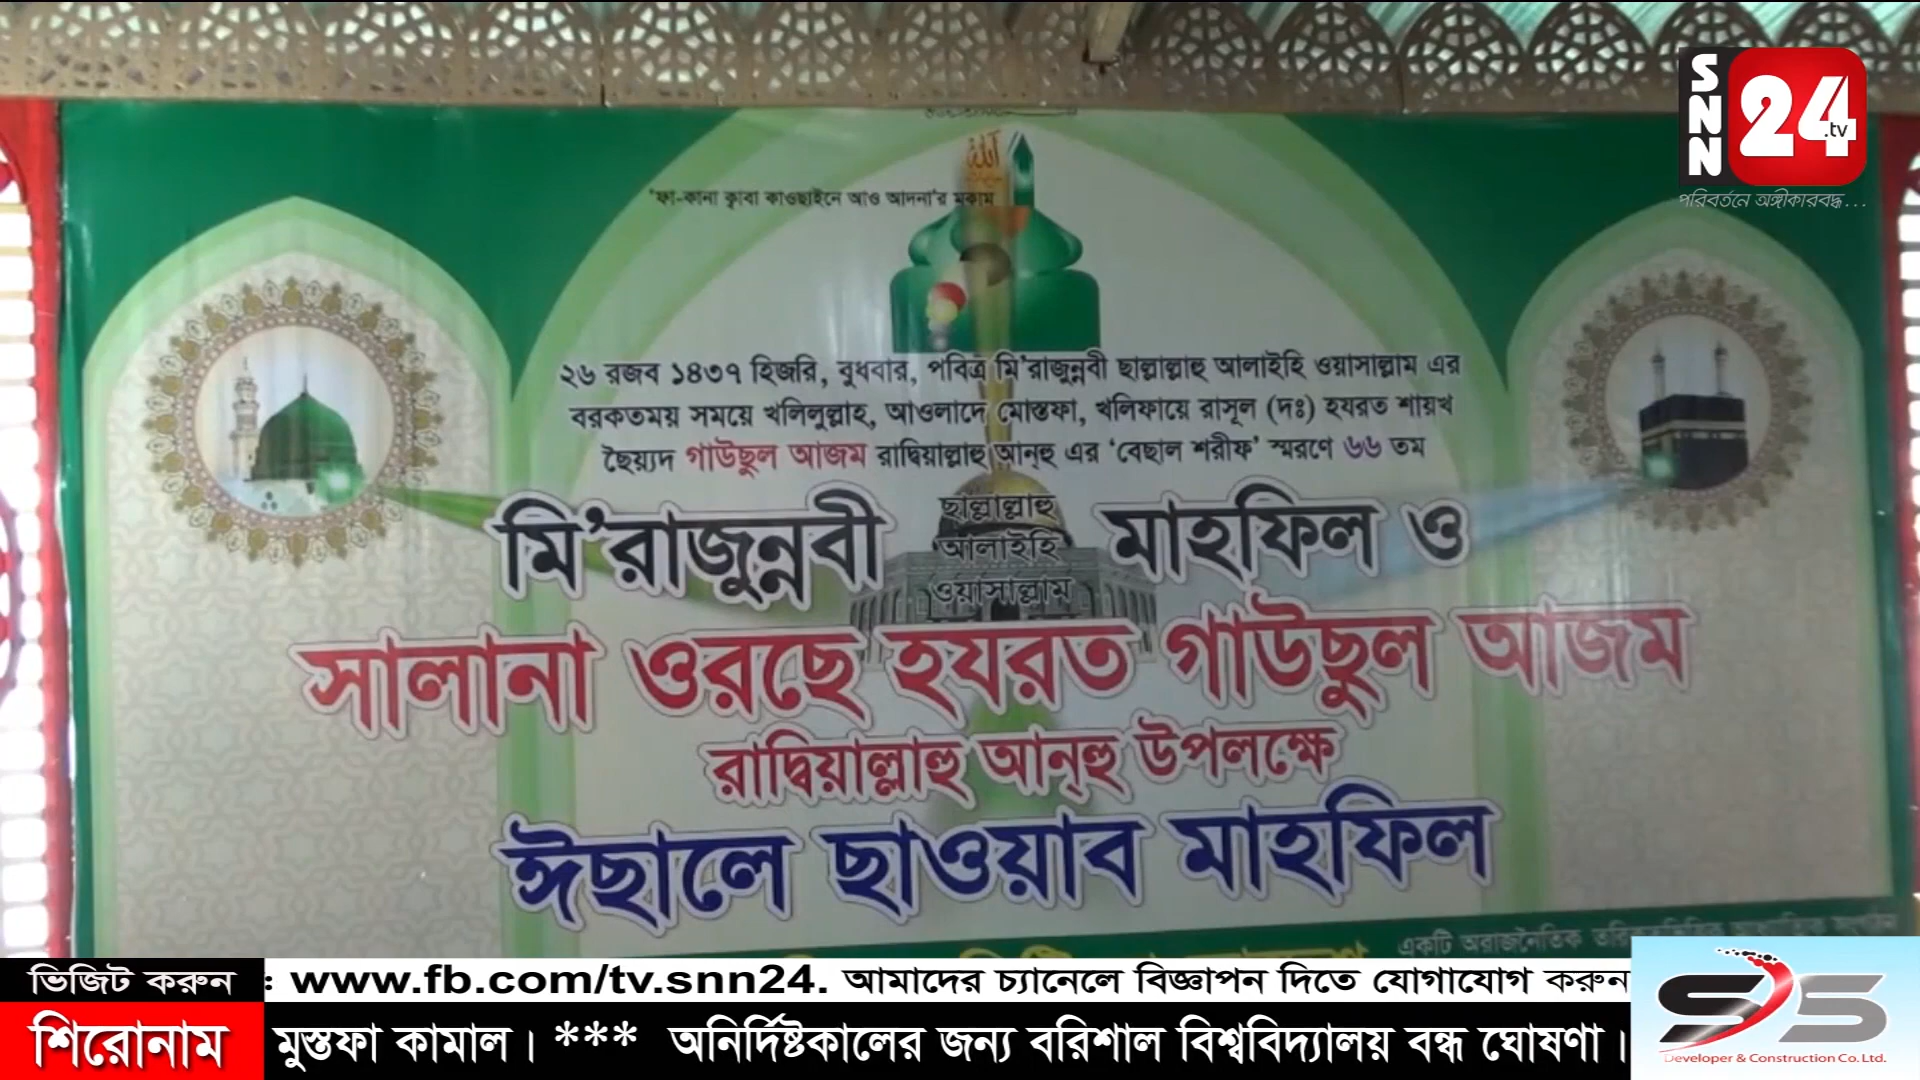 SNN 24 .tv
পরিবর্তনে অঙ্গীকারবদ্ধ...
الله
'ফা-কানা ক্বাবা কাওছাইনে আও আদনা'র মকাম
২৬ রজব ১৪৩৭ হিজরি, বুধবার, পবিত্র মি'রাজুন্নবী ছাল্লাল্লাহু আলাইহি ওয়াসাল্লাম এর
বরকতময় সময়ে খলিলুল্লাহ, আওলাদে মোস্তফা, খলিফায়ে রাসূল (দঃ) হযরত শায়খ
ছৈয়্যদ গাউছুল আজম রাদ্বিয়াল্লাহু আন্‌হু এর 'বেছাল শরীফ' স্মরণে ৬৬ তম
মি'রাজুন্নবী ছাল্লাল্লাহু আলাইহি ওয়াসাল্লাম মাহফিল ও
সালানা ওরছে হযরত গাউছুল আজম
রাদ্বিয়াল্লাহু আন্‌হু উপলক্ষে
ঈছালে ছাওয়াব মাহফিল
একটি অরাজনৈতিক
ভিজিট করুন : www.fb.com/tv.snn24. আমাদের চ্যানেলে বিজ্ঞাপন দিতে যোগাযোগ করুন
শিরোনাম মুস্তফা কামাল। *** অনির্দিষ্টকালের জন্য বরিশাল বিশ্ববিদ্যালয় বন্ধ ঘোষণা।
SS
Developer & Construction Co. Ltd.